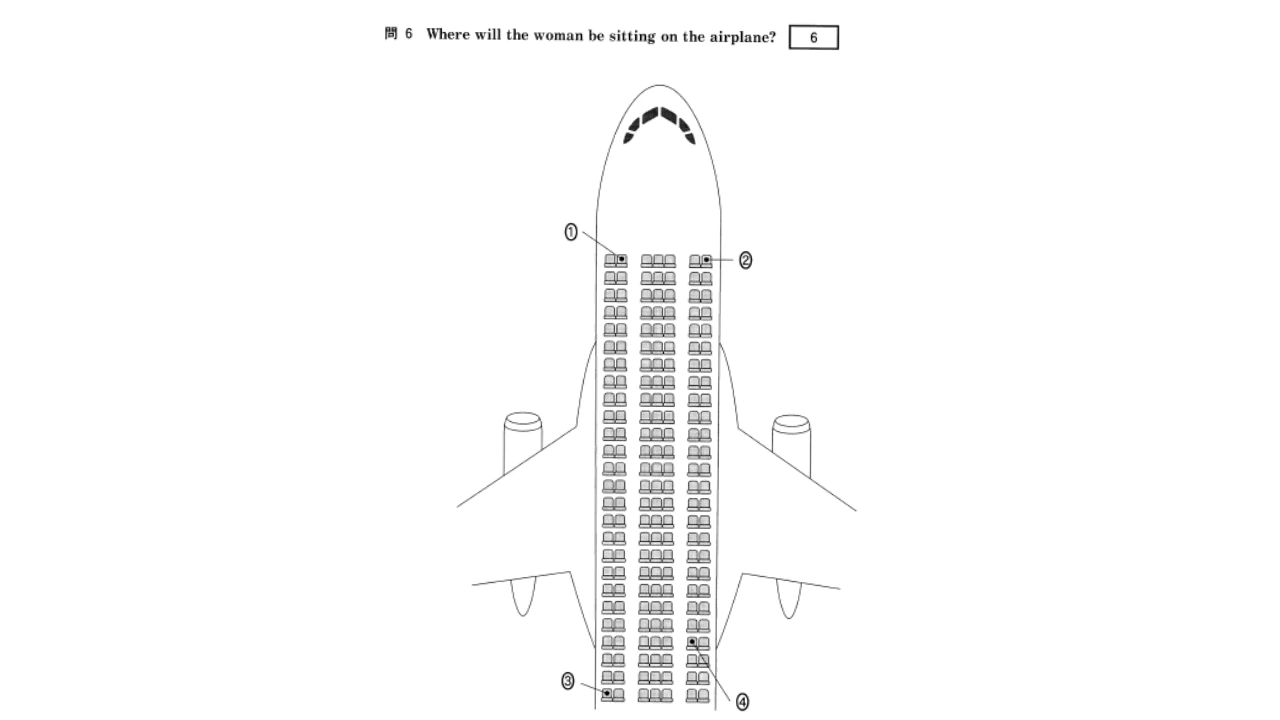 問 6 Where will the woman be sitting on the airplane? 6
①
②
③
④